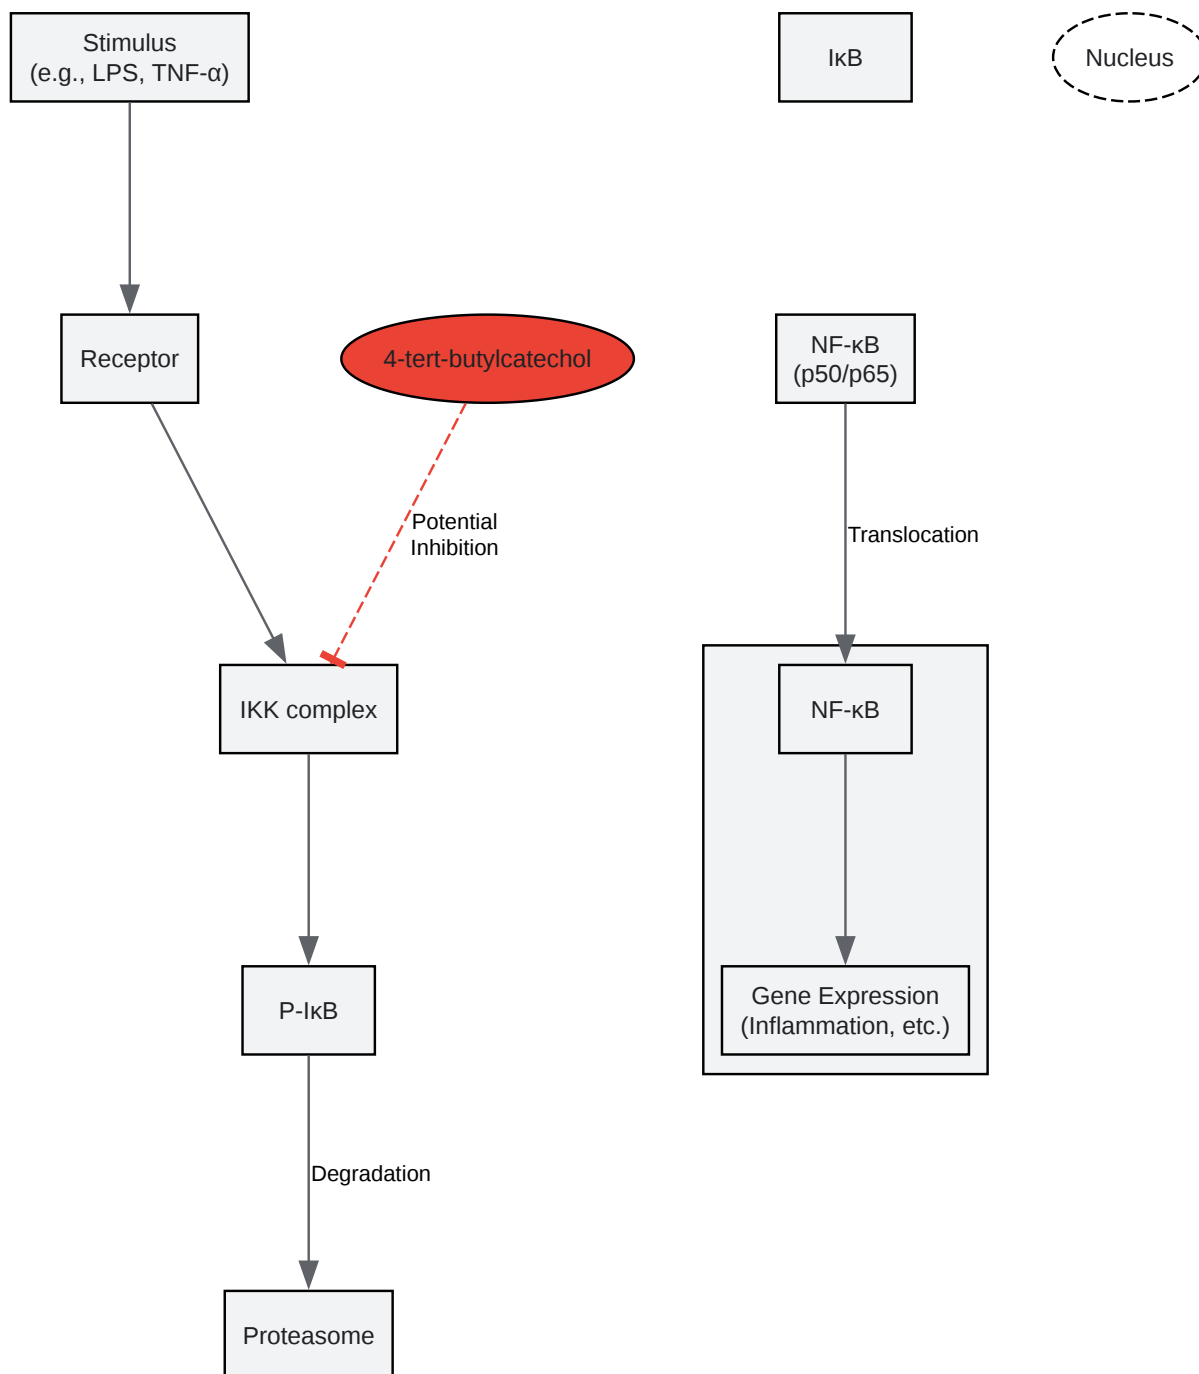 Stimulus
(e.g., LPS, TNF-α)
IκB
Nucleus
Receptor
4-tert-butylcatechol
NF-κB
(p50/p65)
Potential
Inhibition
Translocation
IKK complex
NF-κB
P-IκB
Gene Expression
(Inflammation, etc.)
Degradation
Proteasome